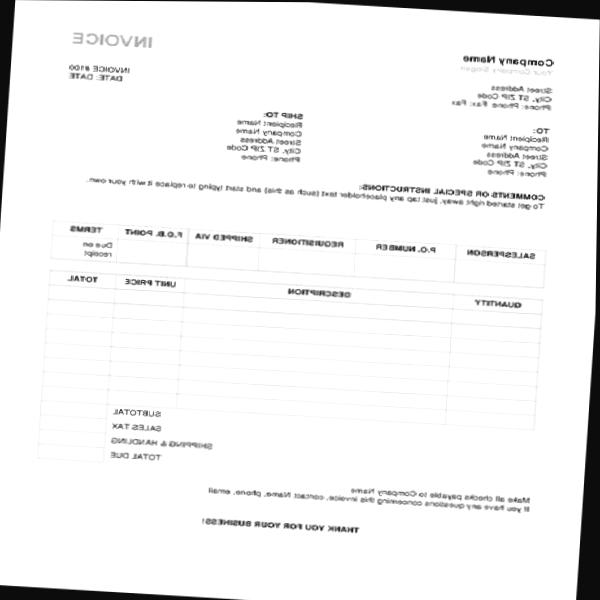 INVOICE
Company Name
Your Company Slogan
Street Address
City, ST ZIP Code
Phone: Phone Fax: Fax
INVOICE #100
DATE: DATE
TO:
Recipient Name
Company Name
Street Address
City, ST ZIP Code
Phone: Phone
SHIP TO:
Recipient Name
Company Name
Street Address
City, ST ZIP Code
Phone: Phone
COMMENTS OR SPECIAL INSTRUCTIONS:
To get started right away, just tap any placeholder text (such as this) and start typing to replace it with your own.
SALESPERSON P.O. NUMBER REQUISITIONER SHIPPED VIA F.O.B. POINT TERMS
Due on
receipt
QUANTITY DESCRIPTION UNIT PRICE TOTAL
SUBTOTAL
SALES TAX
SHIPPING & HANDLING
TOTAL DUE
Make all checks payable to Company Name
If you have any questions concerning this invoice, contact Name, phone, email
THANK YOU FOR YOUR BUSINESS!